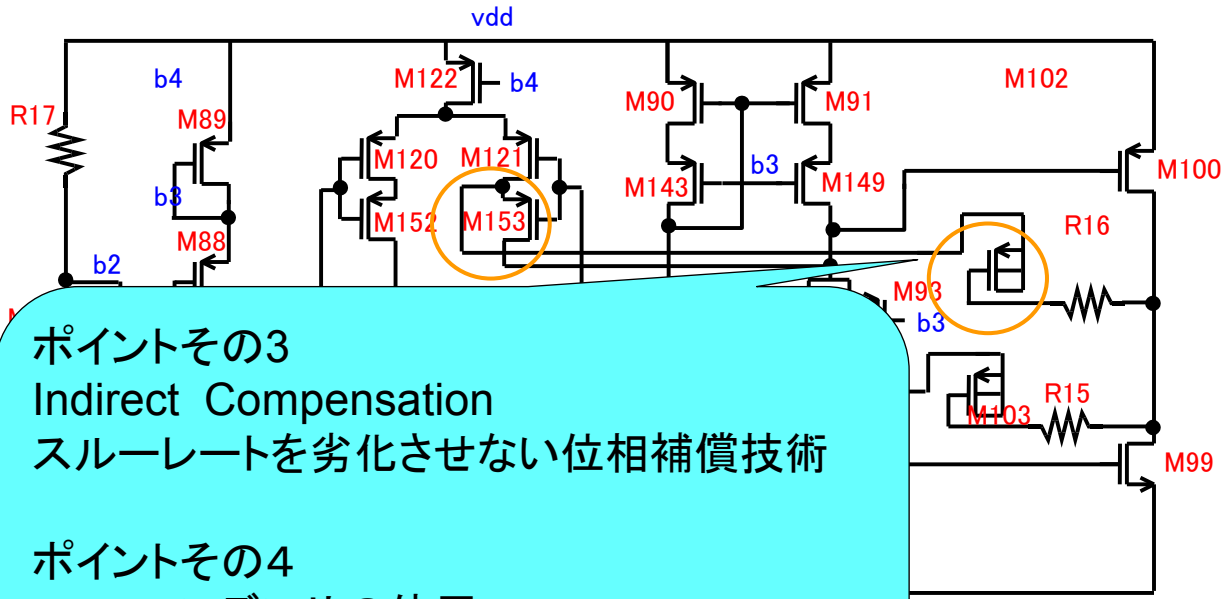 vdd
b4
M122
b4
M102
R17
M89
M90
M91
M120
M121
b3
M100
b3
M143
M149
M152
M153
M88
R16
b2
M93
b3
ポイントその3
Indirect Compensation
スルーレートを劣化させない位相補償技術
R15
M103
M99
ポイントその４